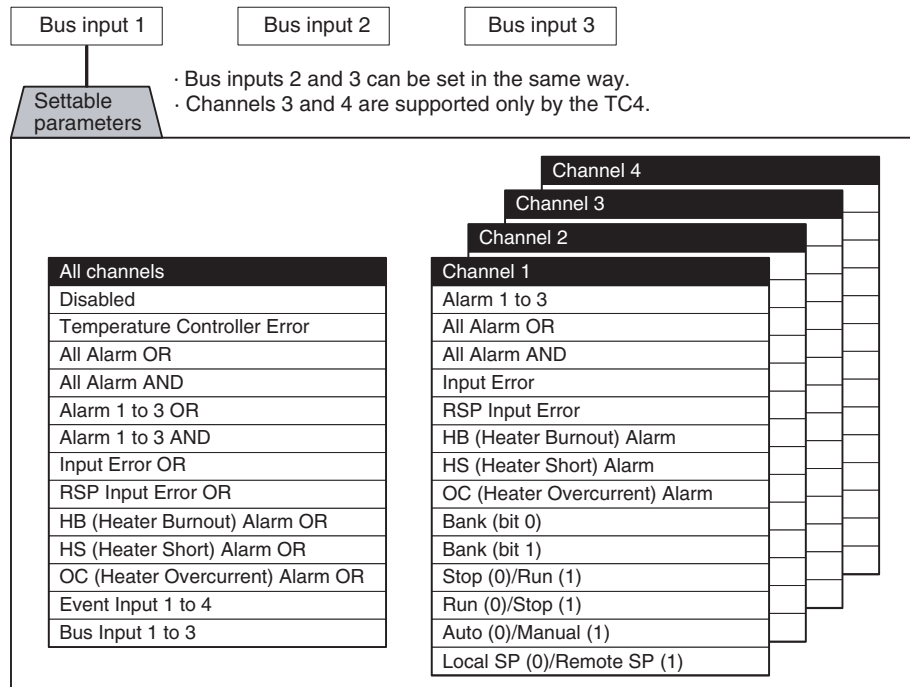 Bus input 1
Bus input 2
Bus input 3
· Bus inputs 2 and 3 can be set in the same way.
· Channels 3 and 4 are supported only by the TC4.
Settable
parameters
All channels
Disabled
Temperature Controller Error
All Alarm OR
All Alarm AND
Alarm 1 to 3 OR
Alarm 1 to 3 AND
Input Error OR
RSP Input Error OR
HB (Heater Burnout) Alarm OR
HS (Heater Short) Alarm OR
OC (Heater Overcurrent) Alarm OR
Event Input 1 to 4
Bus Input 1 to 3
Channel 4
Channel 3
Channel 2
Channel 1
Alarm 1 to 3
All Alarm OR
All Alarm AND
Input Error
RSP Input Error
HB (Heater Burnout) Alarm
HS (Heater Short) Alarm
OC (Heater Overcurrent) Alarm
Bank (bit 0)
Bank (bit 1)
Stop (0)/Run (1)
Run (0)/Stop (1)
Auto (0)/Manual (1)
Local SP (0)/Remote SP (1)